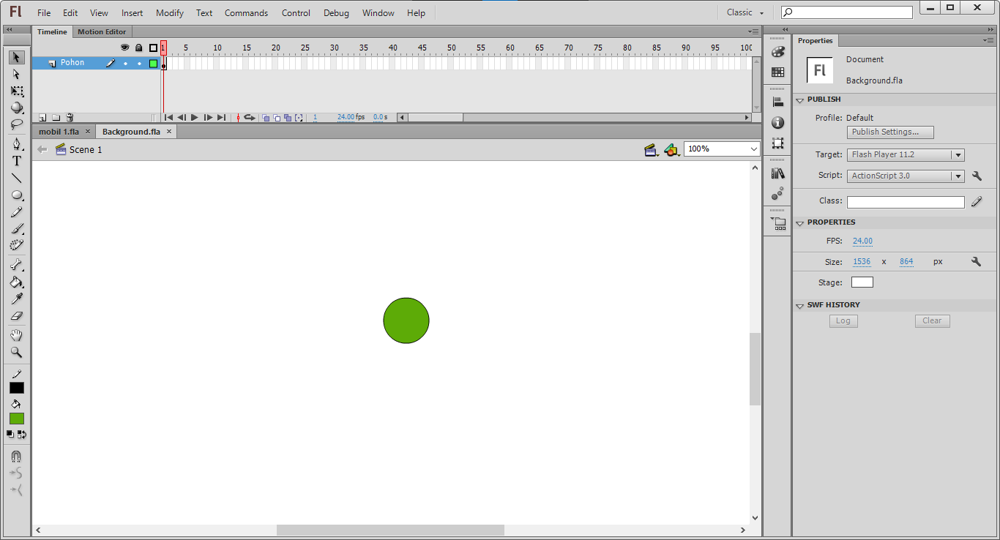 Fl File Edit View Insert Modify Text Commands Control Debug Window Help Classic
Timeline Motion Editor
1 5 10 15 20 25 30 35 40 45 50 55 60 65 70 75 80 85 90 95 100
Pohon
1 24.00 fps 0.0 s
mobil 1.fla × Background.fla ×
Scene 1 100%
T
Properties
Fl
Document
Background.fla
PUBLISH
Profile: Default
Publish Settings...
Target: Flash Player 11.2
Script: ActionScript 3.0
Class:
PROPERTIES
FPS: 24.00
Size: 1536 x 864 px
Stage:
SWF HISTORY
Log Clear